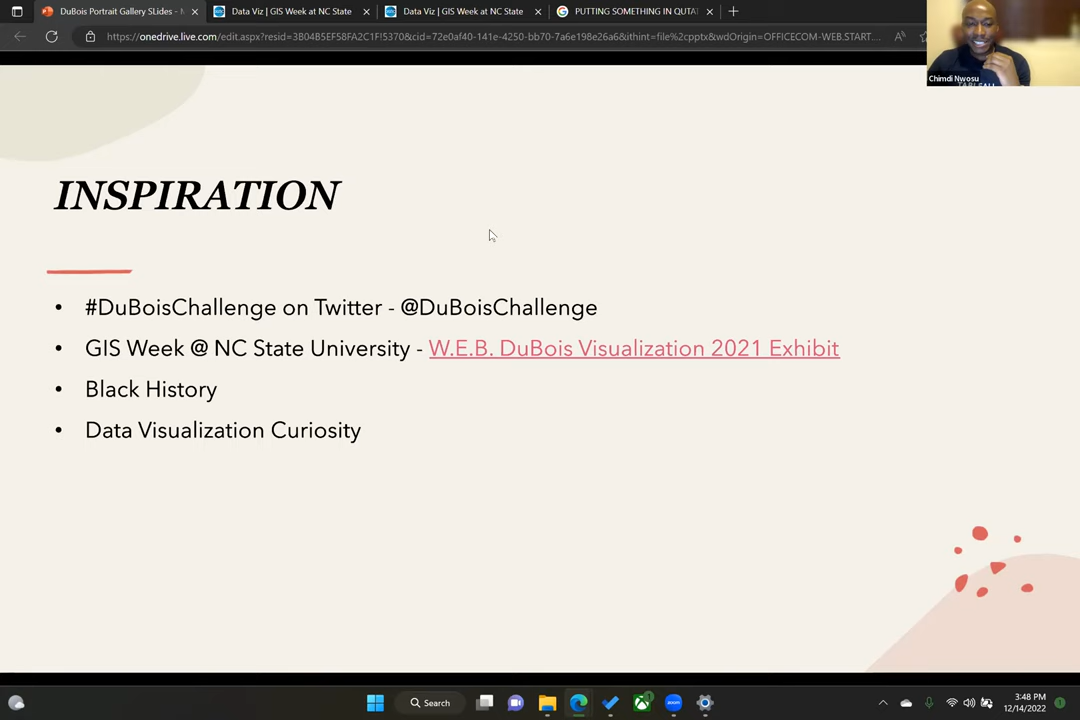 DuBois Portrait Gallery SLides - M
Data Viz | GIS Week at NC State
Data Viz | GIS Week at NC State
PUTTING SOMETHING IN QUTAT
https://onedrive.live.com/edit.aspx?resid=3B04B5EF58FA2C1F!5370&cid=72e0af40-141e-4250-bb70-7a6e198e26a6&ithint=file%2cpptx&wdOrigin=OFFICECOM-WEB.START....
Chimdi Nwosu
INSPIRATION
• #DuBoisChallenge on Twitter - @DuBoisChallenge
• GIS Week @ NC State University - W.E.B. DuBois Visualization 2021 Exhibit
• Black History
• Data Visualization Curiosity
Search
zoom
3:48 PM
12/14/2022